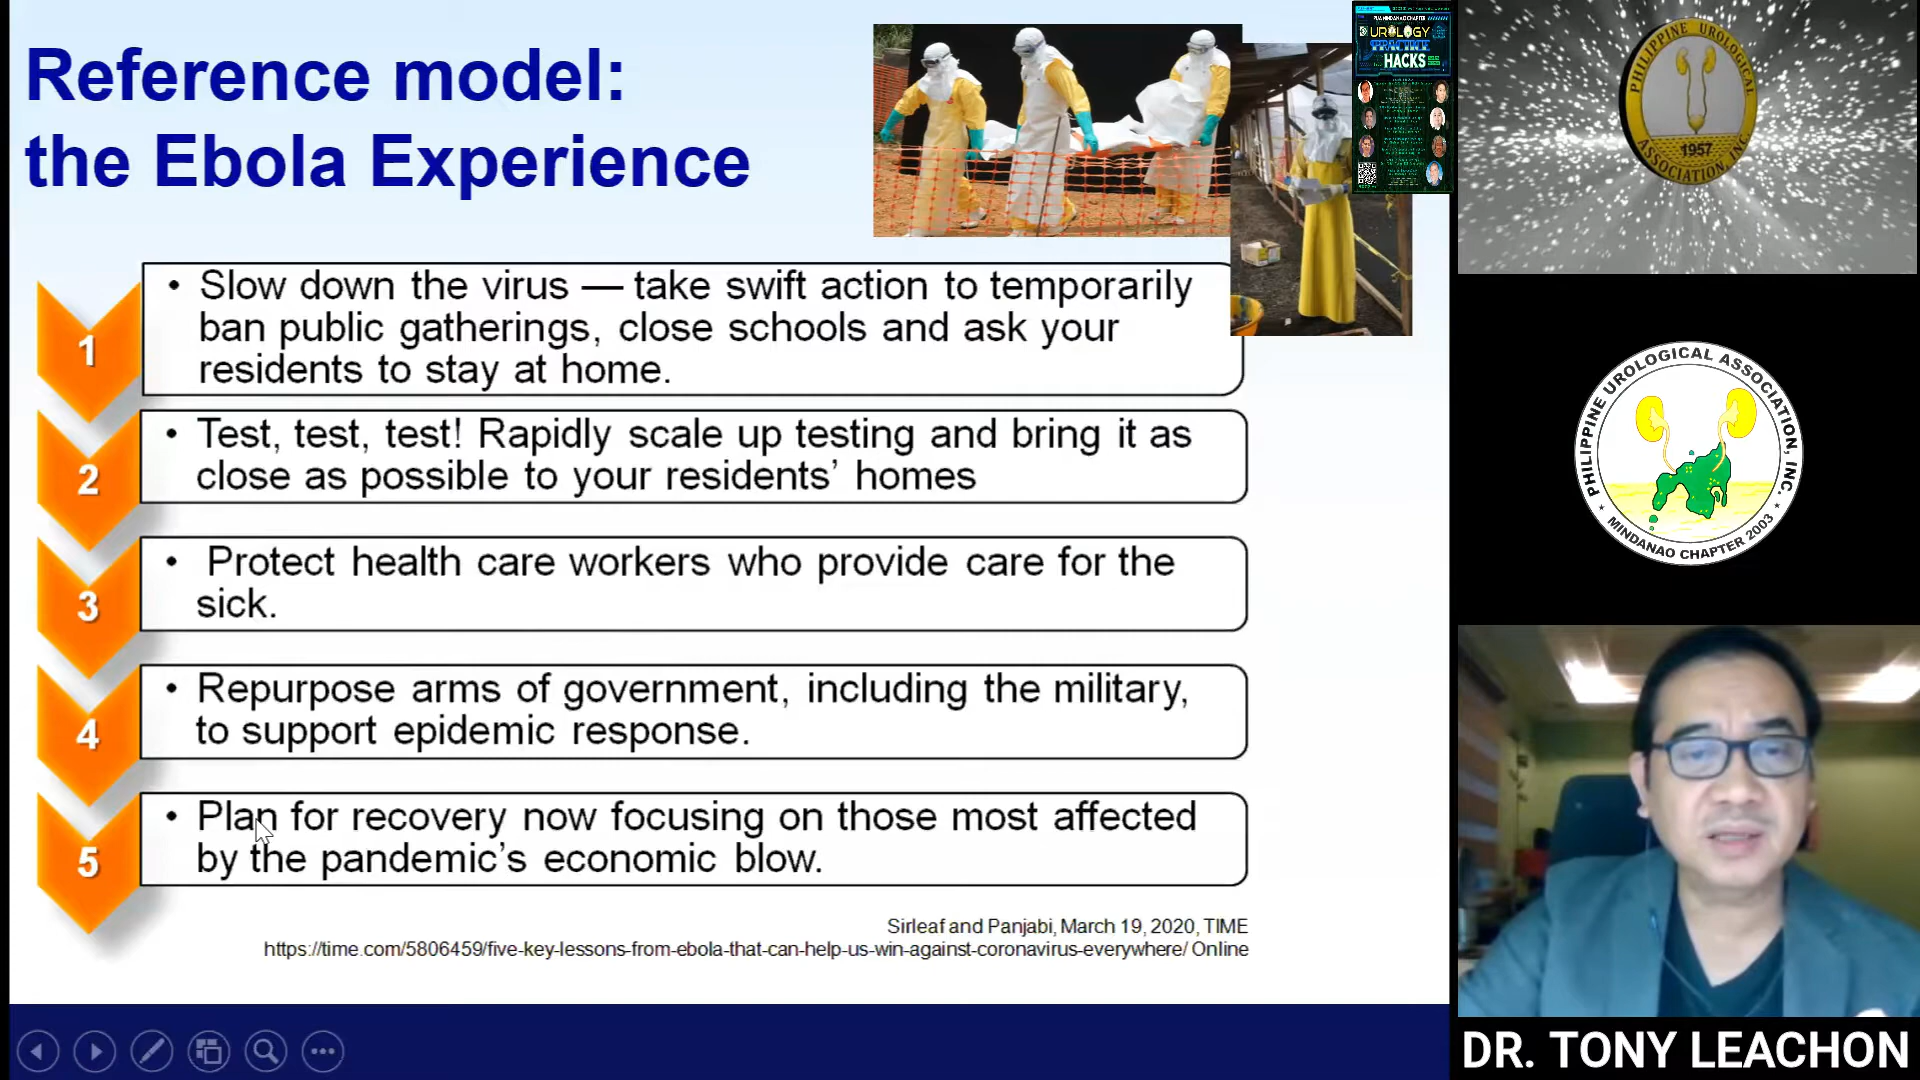 Reference model:
the Ebola Experience
1
• Slow down the virus — take swift action to temporarily
ban public gatherings, close schools and ask your
residents to stay at home.
2
• Test, test, test! Rapidly scale up testing and bring it as
close as possible to your residents’ homes
3
• Protect health care workers who provide care for the
sick.
4
• Repurpose arms of government, including the military,
to support epidemic response.
5
• Plan for recovery now focusing on those most affected
by the pandemic’s economic blow.
Sirleaf and Panjabi, March 19, 2020, TIME
https://time.com/5806459/five-key-lessons-from-ebola-that-can-help-us-win-against-coronavirus-everywhere/ Online
PUA MINDANAO CHAPTER
UROLOGY
PRACTICE
HACKS
PHILIPPINE UROLOGICAL
1957
ASSOCIATION, INC.
PHILIPPINE UROLOGICAL ASSOCIATION, INC.
MINDANAO CHAPTER 2003
DR. TONY LEACHON